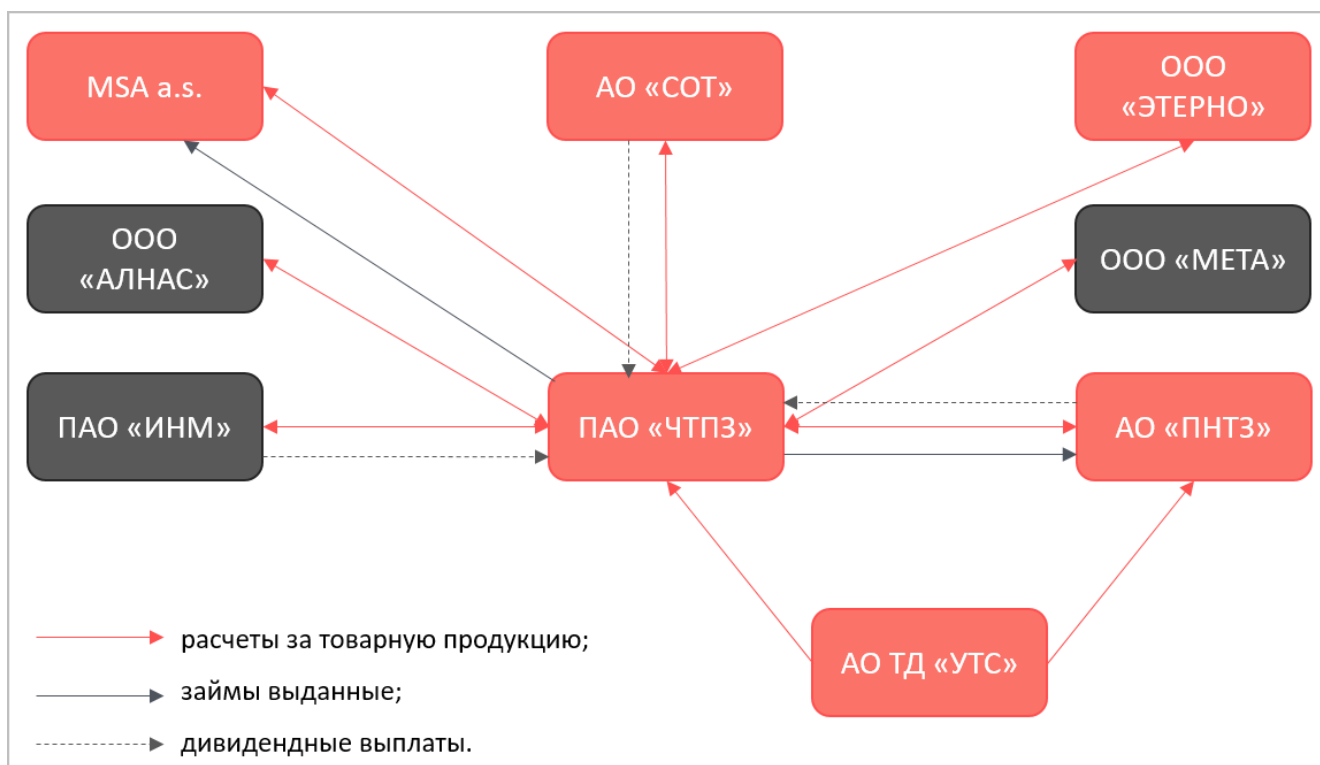 MSA a.s.
АО «СОТ»
ООО
«ЭТЕРНО»
ООО
«АЛНАС»
ООО «МЕТА»
ПАО «ИНМ»
ПАО «ЧТПЗ»
АО «ПНТЗ»
АО ТД «УТС»
расчеты за товарную продукцию;
займы выданные;
дивидендные выплаты.